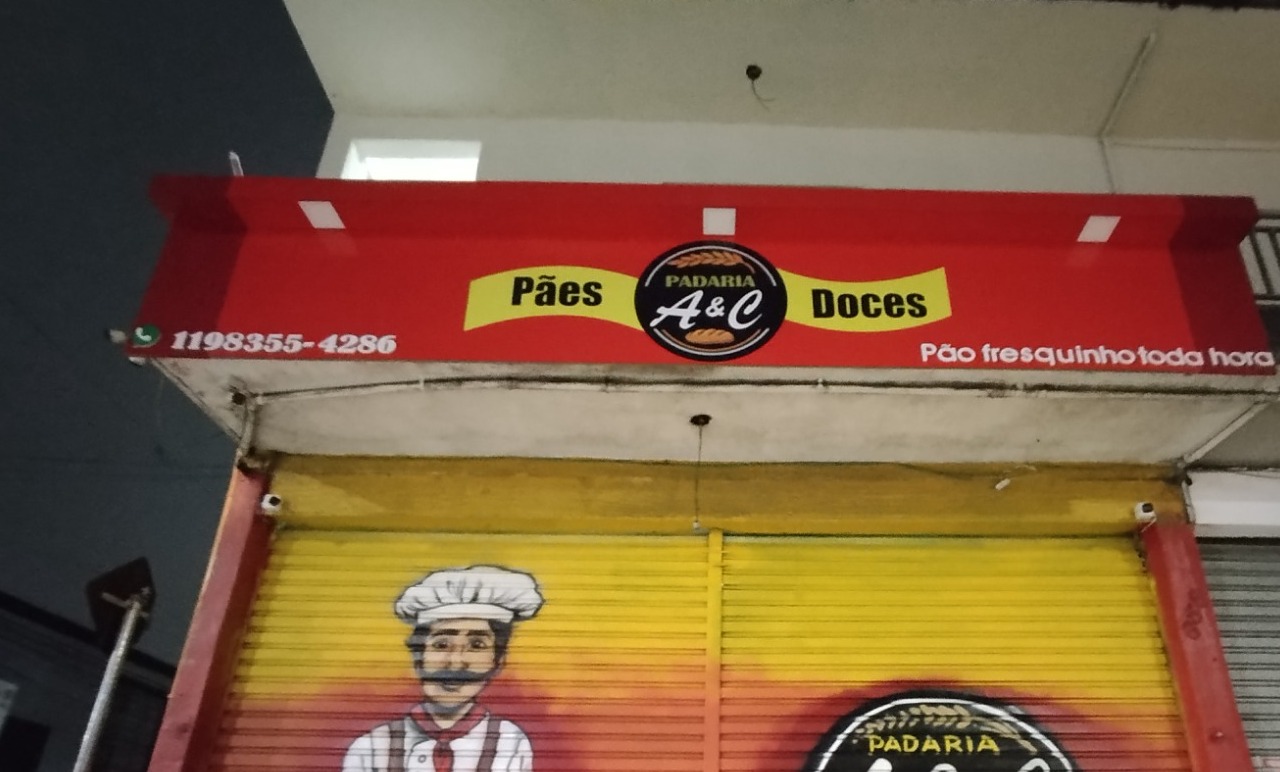 Pães
PADARIA
A&C
Doces
1198355-4286
Pão fresquinho toda hora
PADARIA